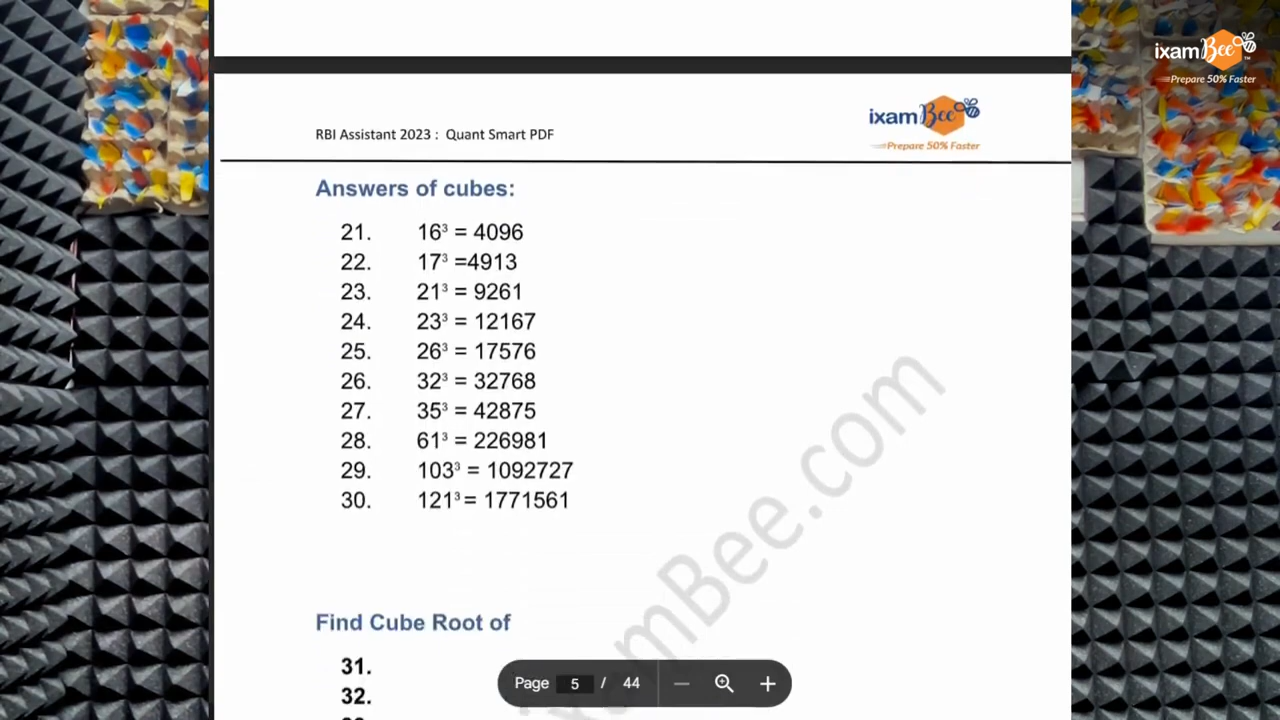 ixamBee™
Prepare 50% Faster
RBI Assistant 2023 : Quant Smart PDF
ixamBee
Prepare 50% Faster
Answers of cubes:
21. 16³ = 4096
22. 17³ =4913
23. 21³ = 9261
24. 23³ = 12167
25. 26³ = 17576
26. 32³ = 32768
27. 35³ = 42875
28. 61³ = 226981
29. 103³ = 1092727
30. 121³ = 1771561
ixamBee.com
Find Cube Root of
31.
32.
Page 5 / 44